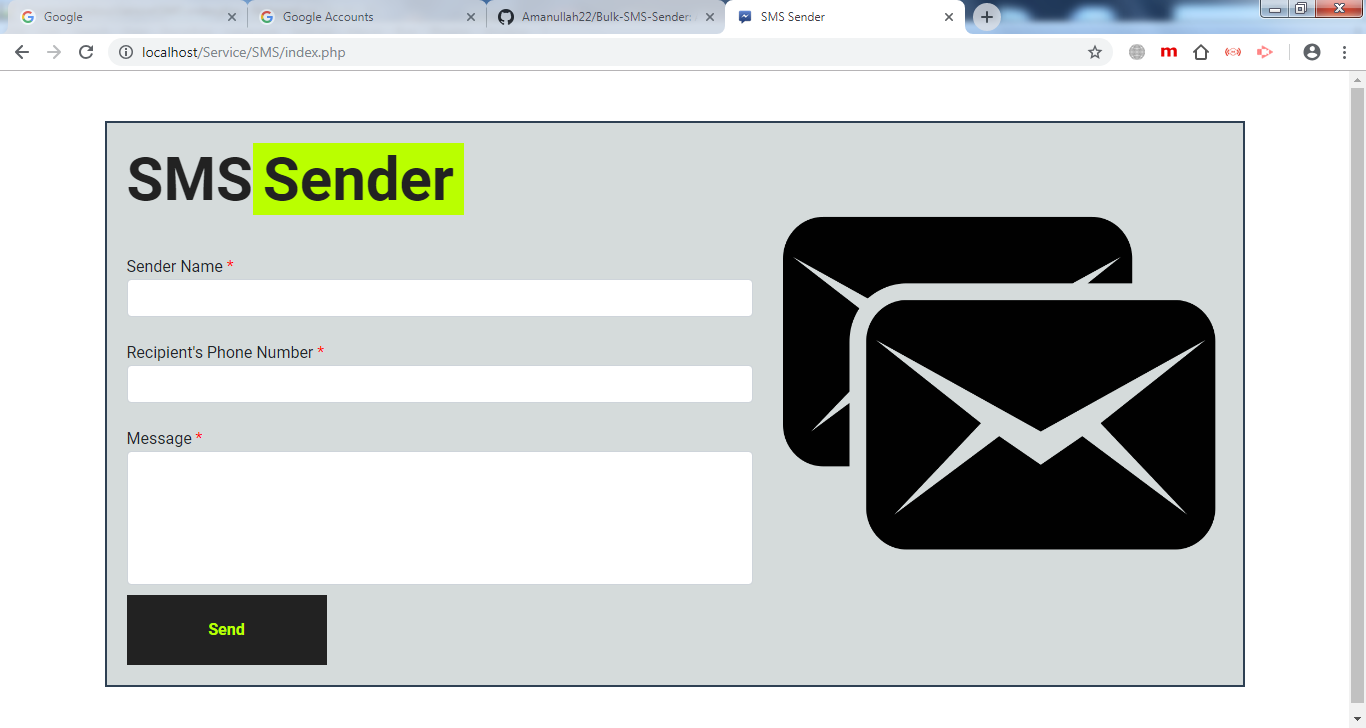 Google
Google Accounts
Amanullah22/Bulk-SMS-Sender:
SMS Sender
localhost/Service/SMS/index.php
m
SMS Sender
Sender Name *
Recipient's Phone Number *
Message *
Send